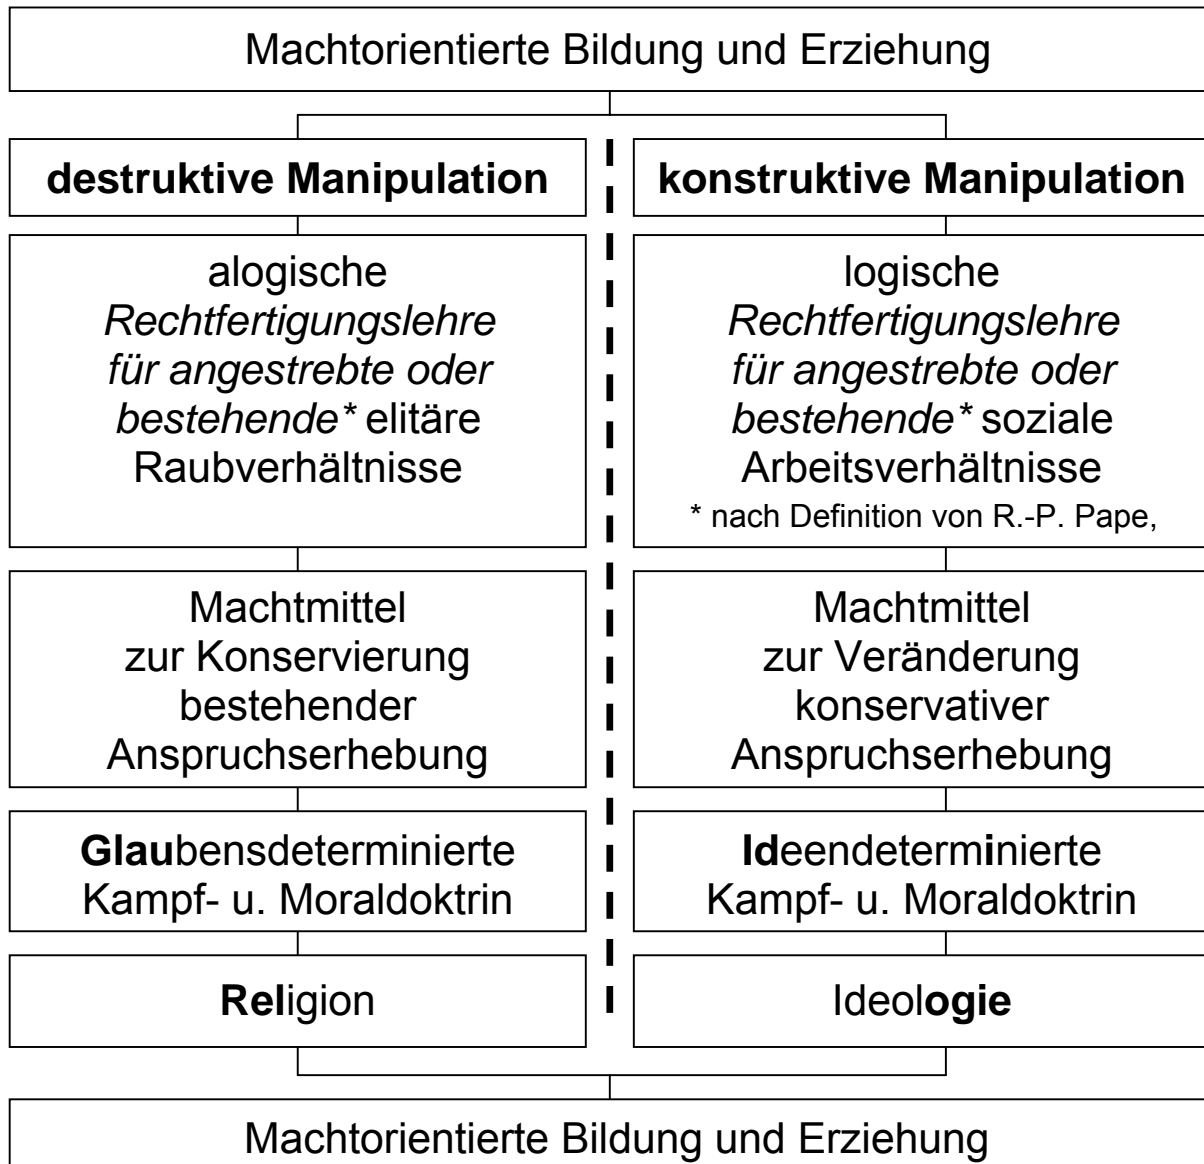 Machtorientierte Bildung und Erziehung
destruktive Manipulation
alogische
Rechtfertigungslehre
für angestrebte oder
bestehende* elitäre
Raubverhältnisse
Machtmittel
zur Konservierung
bestehender
Anspruchserhebung
Glaubensdeterminierte
Kampf- u. Moraldoktrin
Religion
konstruktive Manipulation
logische
Rechtfertigungslehre
für angestrebte oder
bestehende* soziale
Arbeitsverhältnisse
* nach Definition von R.-P. Pape,
Machtmittel
zur Veränderung
konservativer
Anspruchserhebung
Ideendeterminierte
Kampf- u. Moraldoktrin
Ideologie
Machtorientierte Bildung und Erziehung